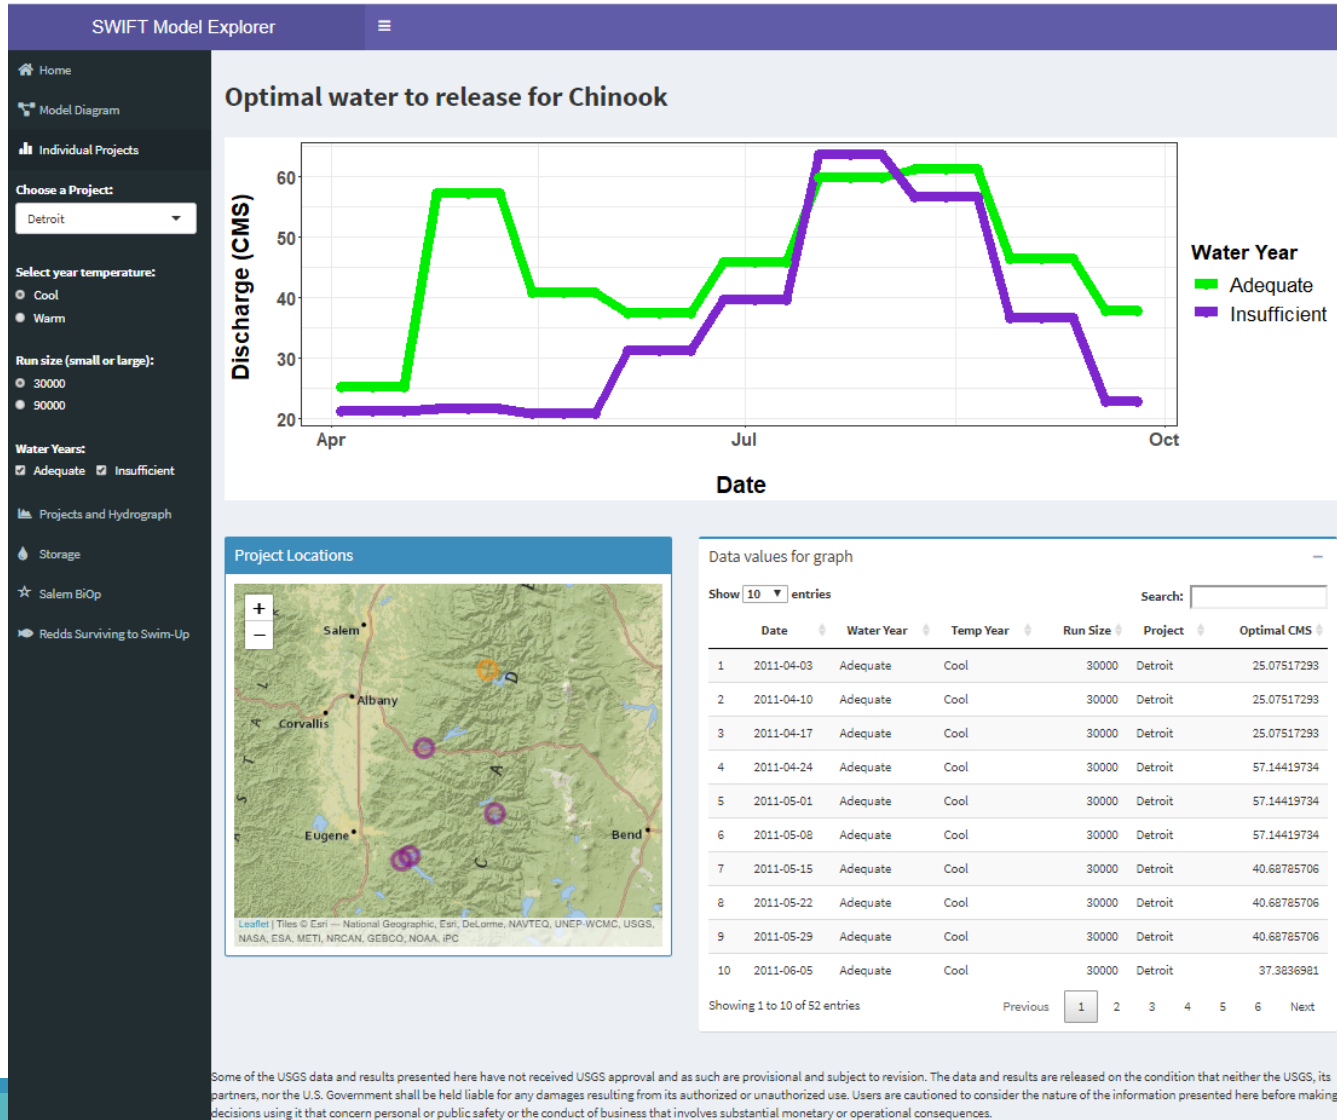 SWIFT Model Explorer
Home
Model Diagram
Individual Projects
Choose a Project:
Detroit
Select year temperature:
Cool
Warm
Run size (small or large):
30000
90000
Water Years:
Adequate Insufficient
Projects and Hydrograph
Storage
Salem BiOp
Redds Surviving to Swim-Up
Optimal water to release for Chinook
Discharge (CMS)
60
50
40
30
20
Apr Jul Oct
Date
Water Year
Adequate
Insufficient
Project Locations
+
−
Salem
D
Albany
Corvallis
A
Eugene
Bend
C
Leaflet | Tiles © Esri — National Geographic, Esri, DeLorme, NAVTEQ, UNEP-WCMC, USGS,
NASA, ESA, METI, NRCAN, GEBCO, NOAA, iPC
Data values for graph
Show 10 entries Search:
Date Water Year Temp Year Run Size Project Optimal CMS
1 2011-04-03 Adequate Cool 30000 Detroit 25.07517293
2 2011-04-10 Adequate Cool 30000 Detroit 25.07517293
3 2011-04-17 Adequate Cool 30000 Detroit 25.07517293
4 2011-04-24 Adequate Cool 30000 Detroit 57.14419734
5 2011-05-01 Adequate Cool 30000 Detroit 57.14419734
6 2011-05-08 Adequate Cool 30000 Detroit 57.14419734
7 2011-05-15 Adequate Cool 30000 Detroit 40.68785706
8 2011-05-22 Adequate Cool 30000 Detroit 40.68785706
9 2011-05-29 Adequate Cool 30000 Detroit 40.68785706
10 2011-06-05 Adequate Cool 30000 Detroit 37.3836981
Showing 1 to 10 of 52 entries Previous 1 2 3 4 5 6 Next
Some of the USGS data and results presented here have not received USGS approval and as such are provisional and subject to revision. The data and results are released on the condition that neither the USGS, its
partners, nor the U.S. Government shall be held liable for any damages resulting from its authorized or unauthorized use. Users are cautioned to consider the nature of the information presented here before making
decisions using it that concern personal or public safety or the conduct of business that involves substantial monetary or operational consequences.